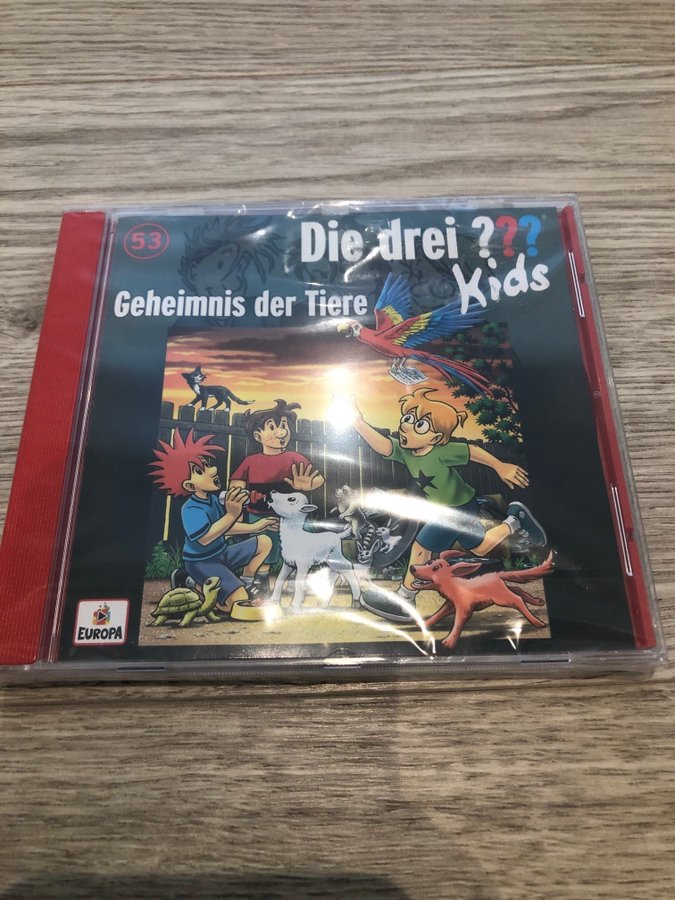 53
Die drei ???®
Kids
Geheimnis der Tiere
EUROPA